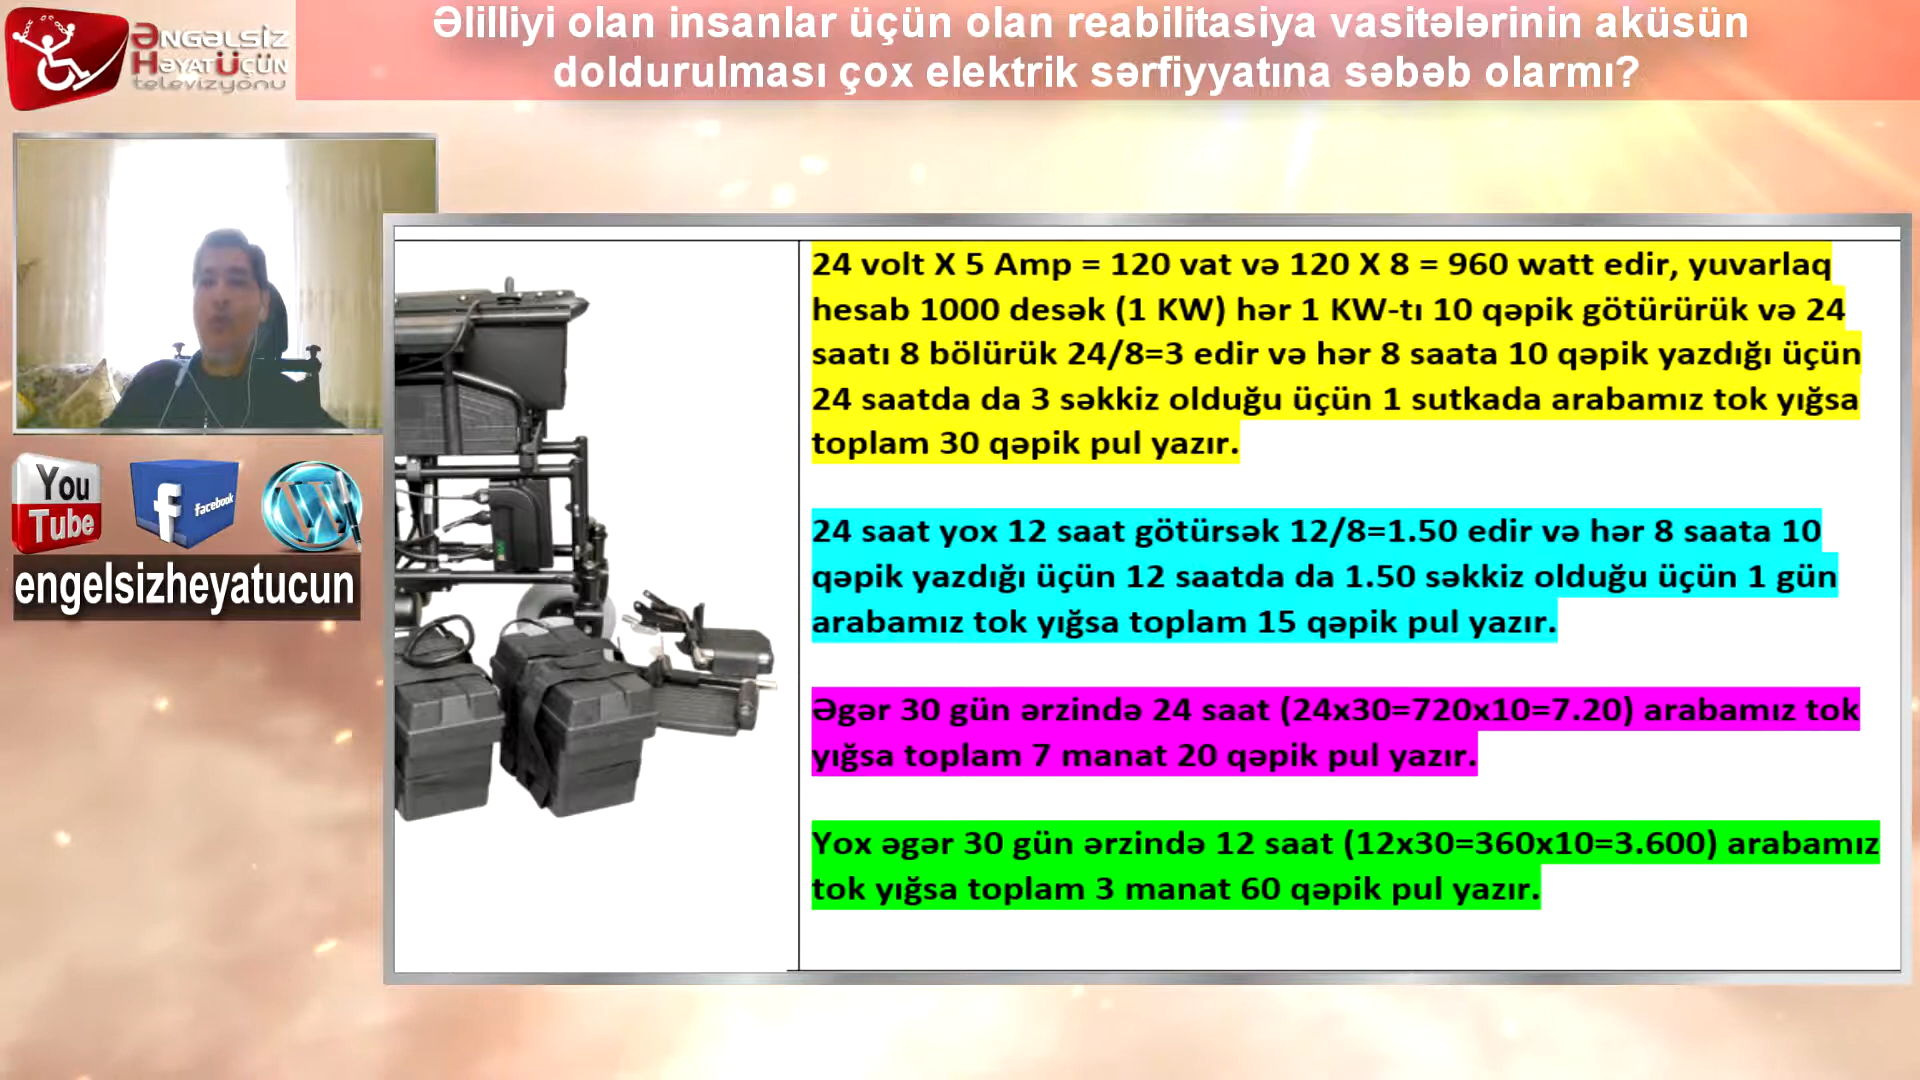 ƏNGƏLSİZ
HƏYAT ÜÇÜN
televizyonu
Əlilliyi olan insanlar üçün olan reabilitasiya vasitələrinin aküsün
doldurulması çox elektrik sərfiyyatına səbəb olarmı?
24 volt X 5 Amp = 120 vat və 120 X 8 = 960 watt edir, yuvarlaq
hesab 1000 desək (1 KW) hər 1 KW-tı 10 qəpik götürürük və 24
saatı 8 bölürük 24/8=3 edir və hər 8 saata 10 qəpik yazdığı üçün
24 saatda da 3 səkkiz olduğu üçün 1 sutkada arabamız tok yığsa
toplam 30 qəpik pul yazır.
24 saat yox 12 saat götürsək 12/8=1.50 edir və hər 8 saata 10
qəpik yazdığı üçün 12 saatda da 1.50 səkkiz olduğu üçün 1 gün
arabamız tok yığsa toplam 15 qəpik pul yazır.
Əgər 30 gün ərzində 24 saat (24x30=720x10=7.20) arabamız tok
yığsa toplam 7 manat 20 qəpik pul yazır.
Yox əgər 30 gün ərzində 12 saat (12x30=360x10=3.600) arabamız
tok yığsa toplam 3 manat 60 qəpik pul yazır.
You
Tube
f facebook
W
engelsizheyatucun